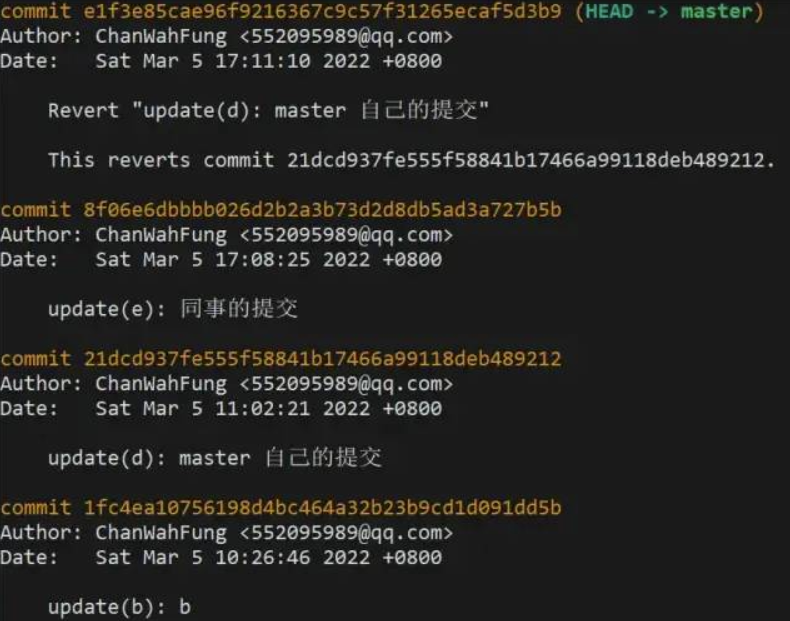 commit e1f3e85cae96f9216367c9c57f31265ecaf5d3b9 (HEAD -> master)
Author: ChanWahFung <552095989@qq.com>
Date:   Sat Mar 5 17:11:10 2022 +0800
Revert "update(d): master 自己的提交"
This reverts commit 21dcd937fe555f58841b17466a99118deb489212.
commit 8f06e6dbbbb026d2b2a3b73d2d8db5ad3a727b5b
Author: ChanWahFung <552095989@qq.com>
Date:   Sat Mar 5 17:08:25 2022 +0800
update(e): 同事的提交
commit 21dcd937fe555f58841b17466a99118deb489212
Author: ChanWahFung <552095989@qq.com>
Date:   Sat Mar 5 11:02:21 2022 +0800
update(d): master 自己的提交
commit 1fc4ea10756198d4bc464a32b23b9cd1d091dd5b
Author: ChanWahFung <552095989@qq.com>
Date:   Sat Mar 5 10:26:46 2022 +0800
update(b): b